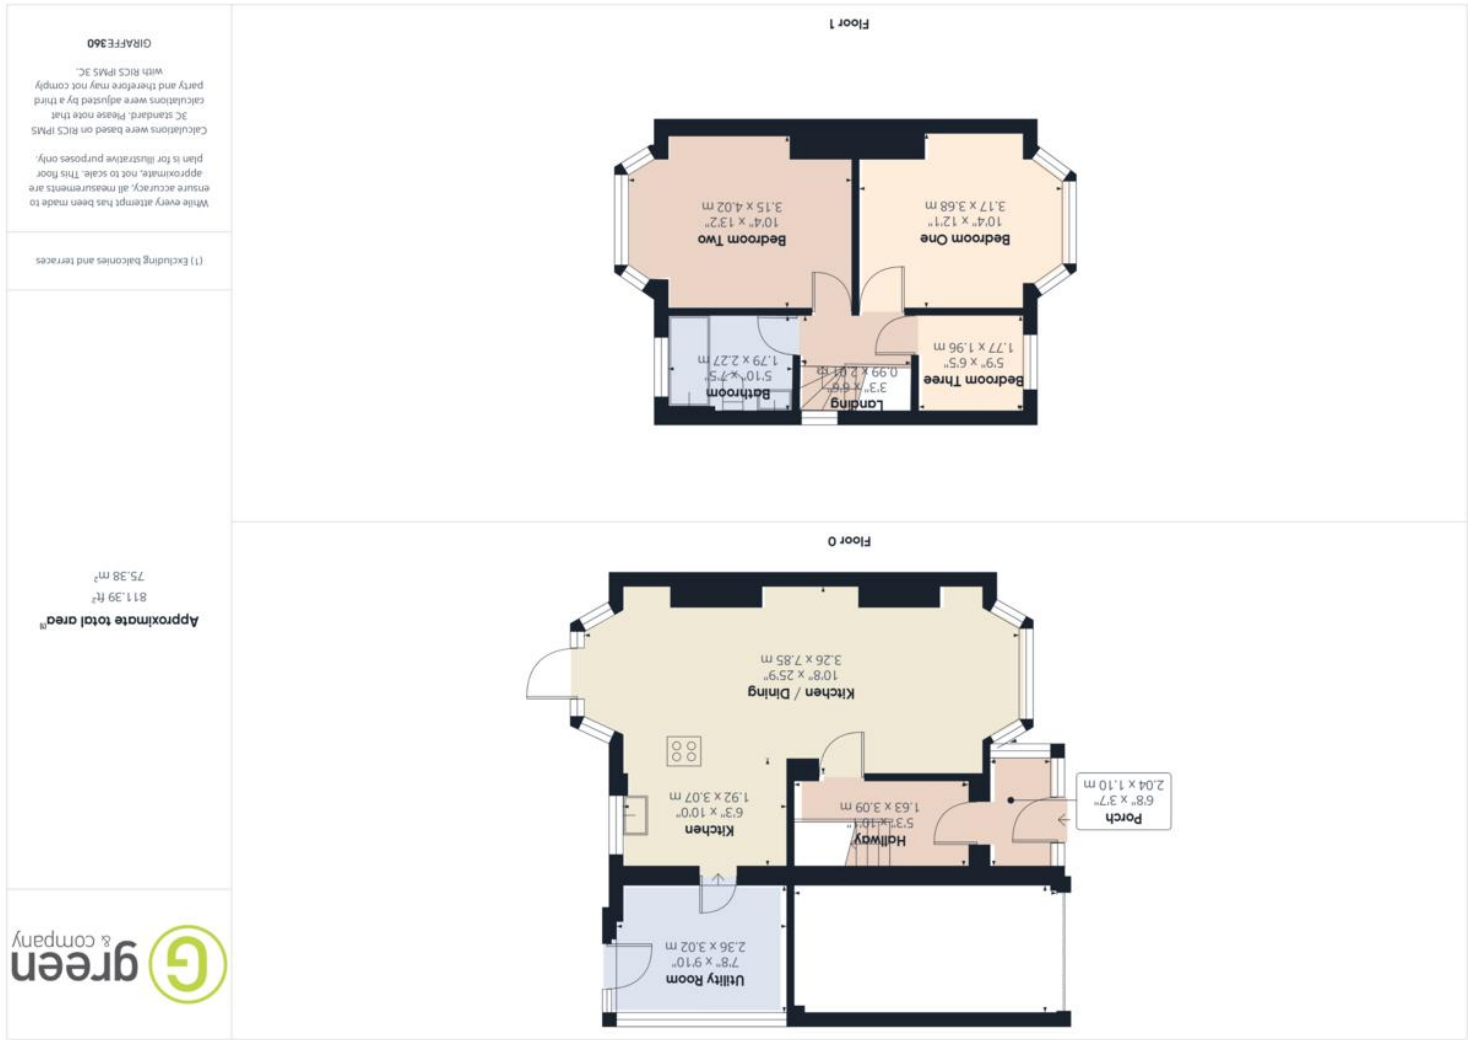 Utility Room
7'8" x 9'10"
2.36 x 3.02 m
Porch
6'8" x 3'7"
2.04 x 1.10 m
Hallway
5'3" x 10'1"
1.63 x 3.09 m
Kitchen
6'3" x 10'0"
1.92 x 3.07 m
Kitchen / Dining
10'8" x 25'9"
3.26 x 7.85 m
Floor 0
Landing
3'3" x 6'6"
0.99 x 2.01 m
Bathroom
5'10" x 7'5"
1.79 x 2.27 m
Bedroom Three
5'9" x 6'5"
1.77 x 1.96 m
Bedroom One
10'4" x 12'1"
3.17 x 3.68 m
Bedroom Two
10'4" x 13'2"
3.15 x 4.02 m
Floor 1
G green
& company
Approximate total area(1)
811.39 ft²
75.38 m²
(1) Excluding balconies and terraces
While every attempt has been made to
ensure accuracy, all measurements are
approximate, not to scale. This floor
plan is for illustrative purposes only.
Calculations were based on RICS IPMS
3C standard. Please note that
calculations were adjusted by a third
party and therefore may not comply
with RICS IPMS 3C.
GIRAFFE360